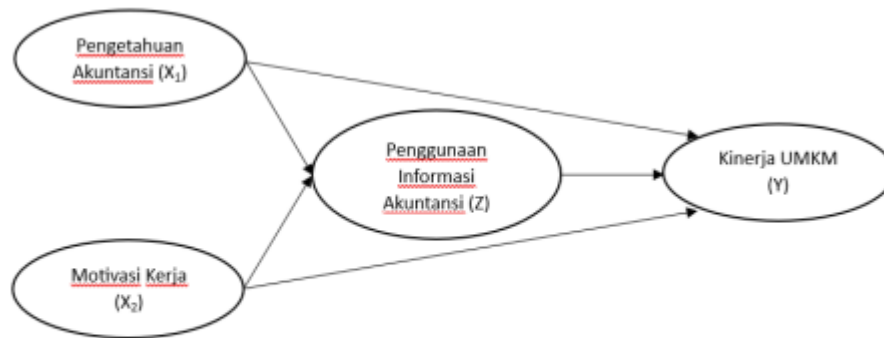 Pengetahuan
Akuntansi (X₁)
Penggunaan
Informasi
Akuntansi (Z)
Kinerja UMKM
(Y)
Motivasi Kerja
(X₂)